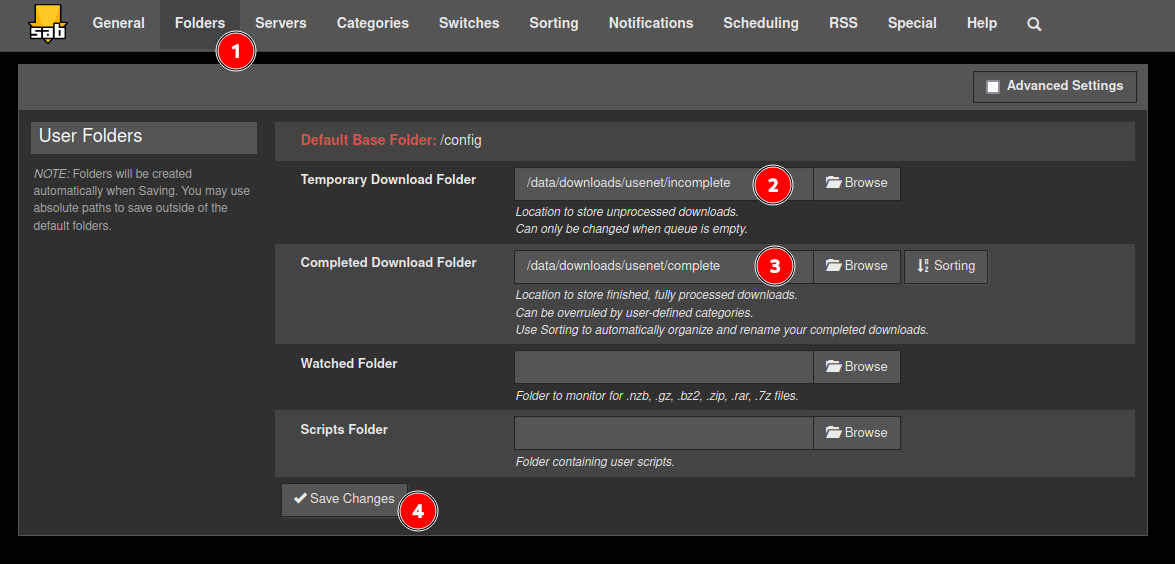 sab
General
Folders
Servers
Categories
Switches
Sorting
Notifications
Scheduling
RSS
Special
Help
1
Advanced Settings
User Folders
NOTE: Folders will be created
automatically when Saving. You may use
absolute paths to save outside of the
default folders.
Default Base Folder: /config
Temporary Download Folder
/data/downloads/usenet/incomplete
2
Browse
Location to store unprocessed downloads.
Can only be changed when queue is empty.
Completed Download Folder
/data/downloads/usenet/complete
3
Browse
Sorting
Location to store finished, fully processed downloads.
Can be overruled by user-defined categories.
Use Sorting to automatically organize and rename your completed downloads.
Watched Folder
Browse
Folder to monitor for .nzb, .gz, .bz2, .zip, .rar, .7z files.
Scripts Folder
Browse
Folder containing user scripts.
Save Changes
4